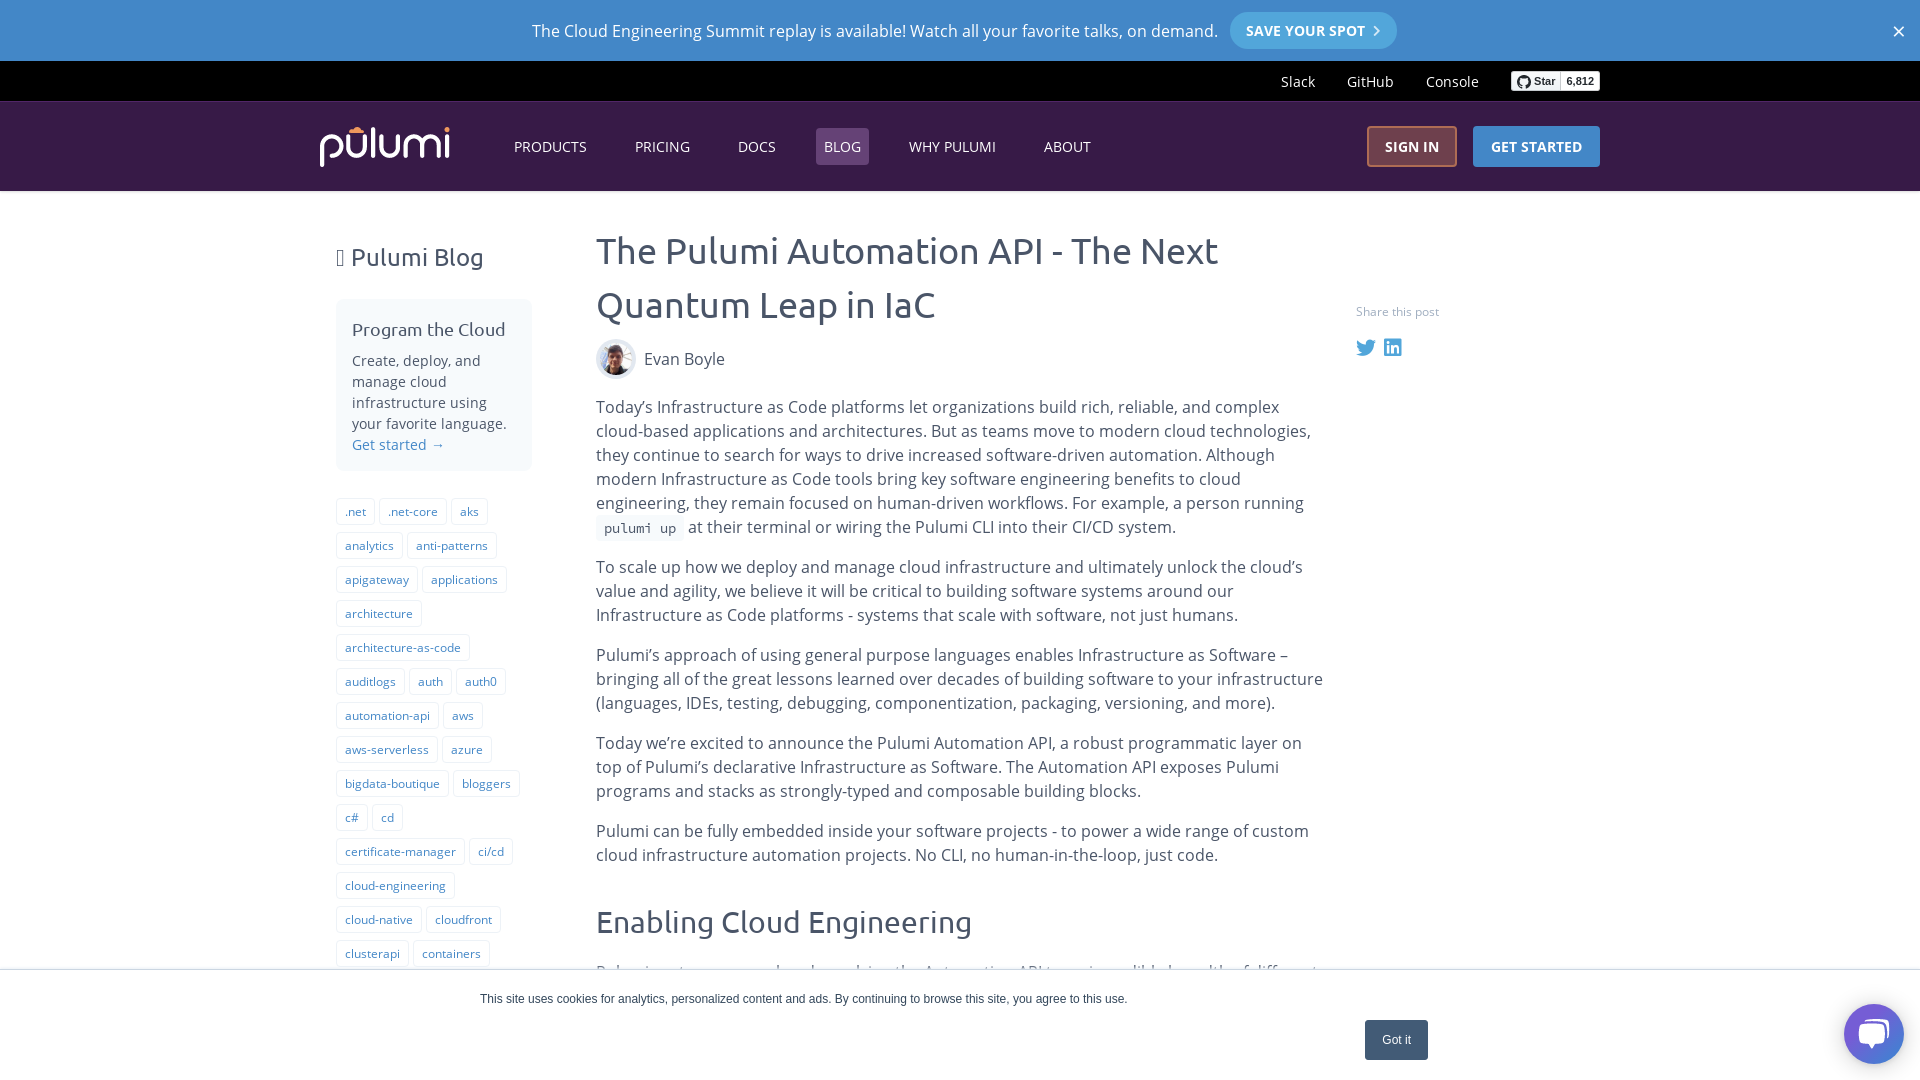 The Cloud Engineering Summit replay is available! Watch all your favorite talks, on demand. SAVE YOUR SPOT
Slack GitHub Console Star 6,812
pulumi PRODUCTS PRICING DOCS BLOG WHY PULUMI ABOUT SIGN IN GET STARTED
Pulumi Blog
Program the Cloud
Create, deploy, and
manage cloud
infrastructure using
your favorite language.
Get started →
.net .net-core aks
analytics anti-patterns
apigateway applications
architecture
architecture-as-code
auditlogs auth auth0
automation-api aws
aws-serverless azure
bigdata-boutique bloggers
c# cd
certificate-manager ci/cd
cloud-engineering
cloud-native cloudfront
clusterapi containers
The Pulumi Automation API - The Next
Quantum Leap in IaC
Evan Boyle
Today’s Infrastructure as Code platforms let organizations build rich, reliable, and complex
cloud-based applications and architectures. But as teams move to modern cloud technologies,
they continue to search for ways to drive increased software-driven automation. Although
modern Infrastructure as Code tools bring key software engineering benefits to cloud
engineering, they remain focused on human-driven workflows. For example, a person running
pulumi up at their terminal or wiring the Pulumi CLI into their CI/CD system.
To scale up how we deploy and manage cloud infrastructure and ultimately unlock the cloud’s
value and agility, we believe it will be critical to building software systems around our
Infrastructure as Code platforms - systems that scale with software, not just humans.
Pulumi’s approach of using general purpose languages enables Infrastructure as Software –
bringing all of the great lessons learned over decades of building software to your infrastructure
(languages, IDEs, testing, debugging, componentization, packaging, versioning, and more).
Today we’re excited to announce the Pulumi Automation API, a robust programmatic layer on
top of Pulumi’s declarative Infrastructure as Software. The Automation API exposes Pulumi
programs and stacks as strongly-typed and composable building blocks.
Pulumi can be fully embedded inside your software projects - to power a wide range of custom
cloud infrastructure automation projects. No CLI, no human-in-the-loop, just code.
Enabling Cloud Engineering
Share this post
This site uses cookies for analytics, personalized content and ads. By continuing to browse this site, you agree to this use.
Got it